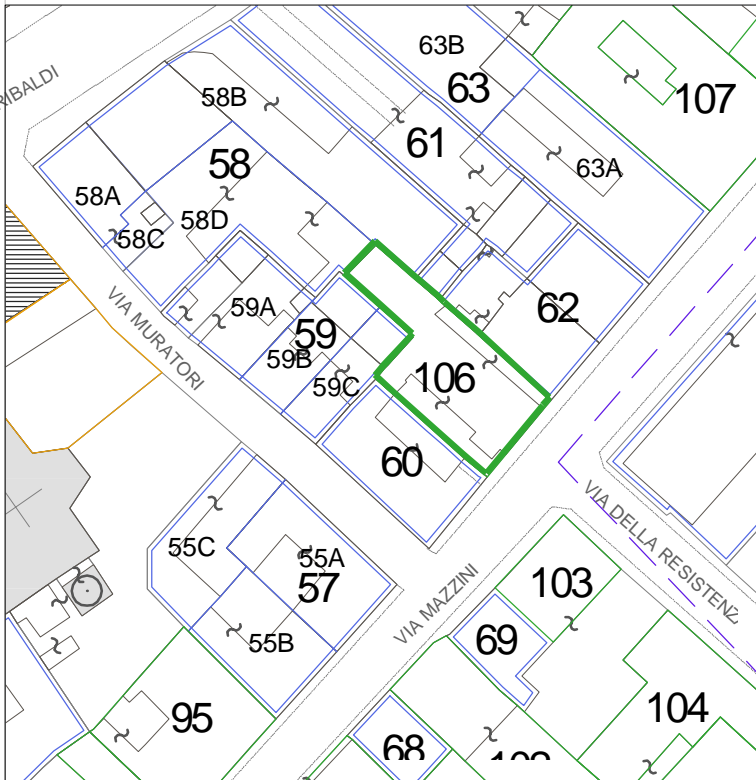 63B
63
107
RIBALDI
58B
61
63A
58
58A
58D
58C
59A
62
VIA MURATORI
59
59B
59C
106
60
VIA DELLA RESISTENZ
55C
55A
57
103
VIA MAZZINI
69
55B
95
104
68